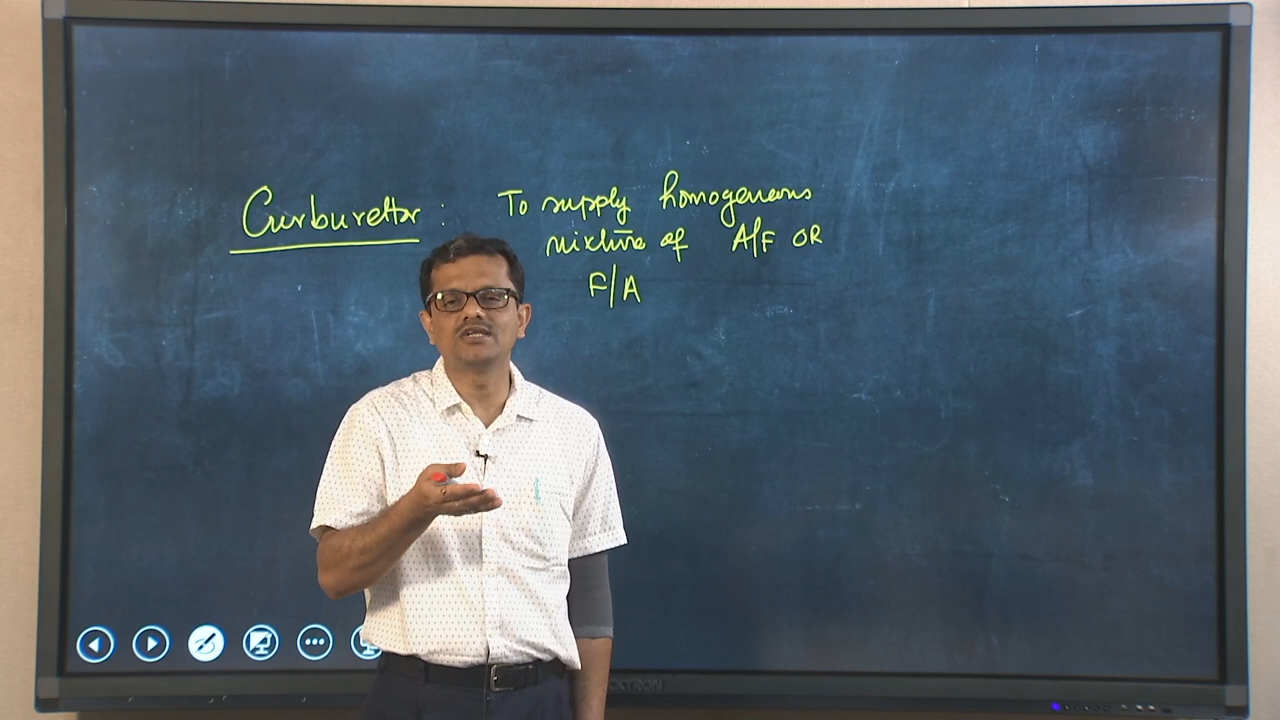 Carburettor : To supply homogeneous
mixture of A/F OR
F/A